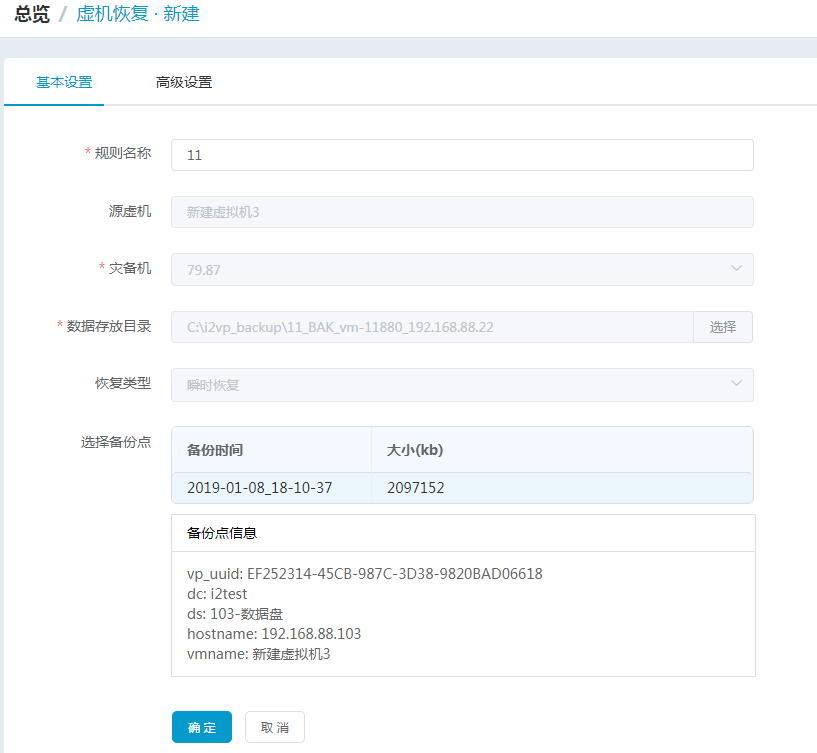 总览 / 虚机恢复 · 新建
基本设置 高级设置
* 规则名称 11
源虚机 新建虚拟机3
* 灾备机 79.87
* 数据存放目录 C:\i2vp_backup\11_BAK_vm-11880_192.168.88.22 选择
恢复类型 瞬时恢复
选择备份点 备份时间 大小(kb)
2019-01-08_18-10-37 2097152
备份点信息
vp_uuid: EF252314-45CB-987C-3D38-9820BAD06618
dc: i2test
ds: 103-数据盘
hostname: 192.168.88.103
vmname: 新建虚拟机3
确 定 取 消